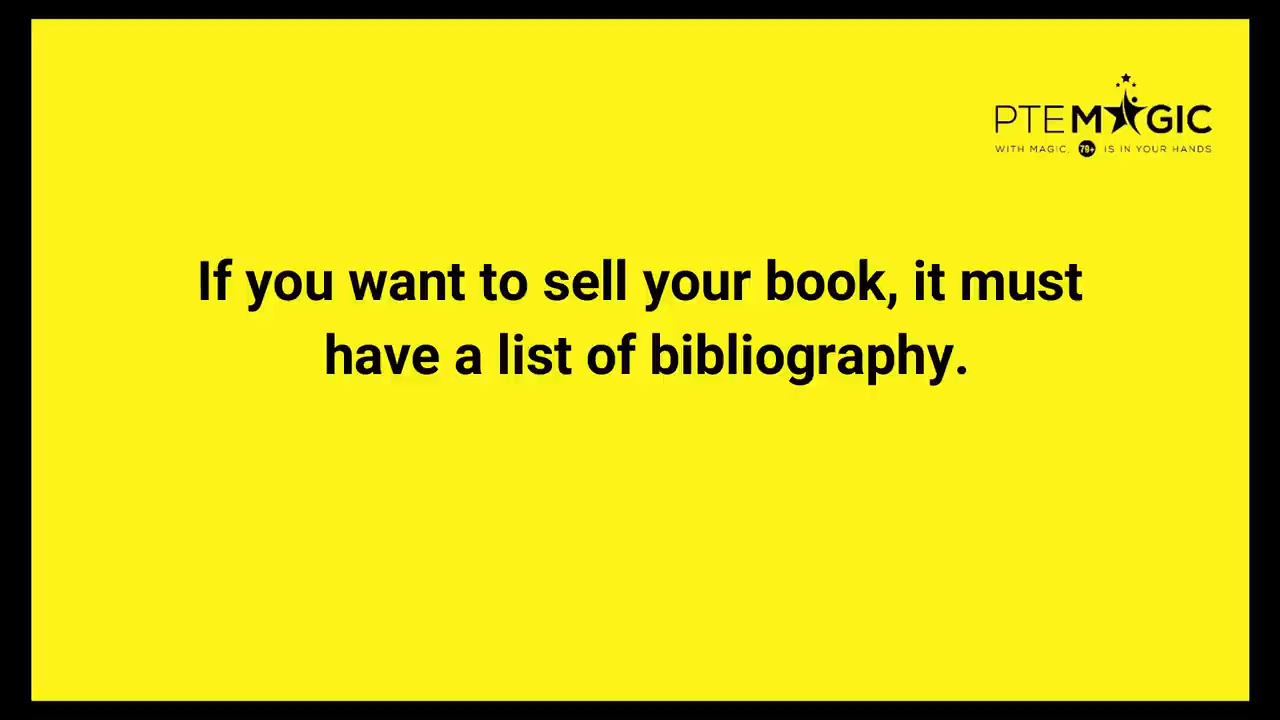 PTEMAGIC
WITH MAGIC, 79+ IS IN YOUR HANDS
If you want to sell your book, it must
have a list of bibliography.